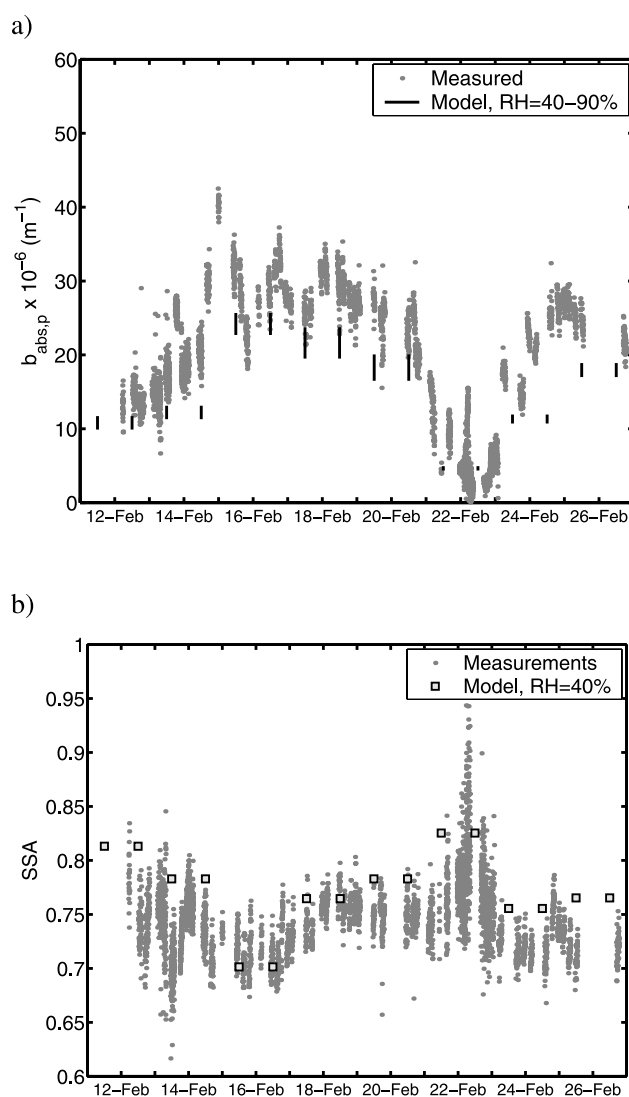 a)
60
50
40
30
20
10
0
b_abs,p x 10^−6 (m^−1)
Measured
Model, RH=40−90%
12−Feb 14−Feb 16−Feb 18−Feb 20−Feb 22−Feb 24−Feb 26−Feb
b)
1
0.95
0.9
0.85
0.8
0.75
0.7
0.65
0.6
SSA
Measurements
Model, RH=40%
12−Feb 14−Feb 16−Feb 18−Feb 20−Feb 22−Feb 24−Feb 26−Feb